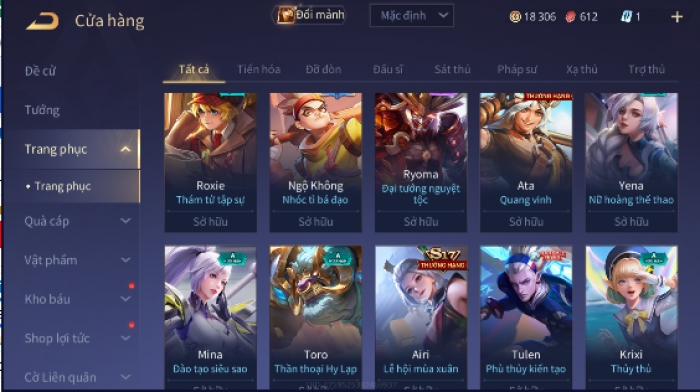 Cửa hàng
Đổi mảnh
Mặc định
18 306
612
1
Đề cử
Tướng
Trang phục
Trang phục
Quà cáp
Vật phẩm
Kho báu
Shop lợi tức
Cờ Liên quân
Tất cả
Tiến hóa
Đỡ đòn
Đấu sĩ
Sát thủ
Pháp sư
Xạ thủ
Trợ thủ
THƯỜNG HẠNG
Roxie
Thám tử tập sự
Sở hữu
Ngộ Không
Nhóc tì bá đạo
Sở hữu
Ryoma
Đại tướng nguyệt
tộc
Sở hữu
Ata
Quang vinh
Sở hữu
Yena
Nữ hoàng thể thao
Sở hữu
A
A
S17
THƯỞNG HẠNG
A
Mina
Đào tạo siêu sao
Toro
Thần thoại Hy Lạp
Airi
Lễ hội mùa xuân
Tulen
Phù thủy kiến tạo
Krixi
Thủy thủ